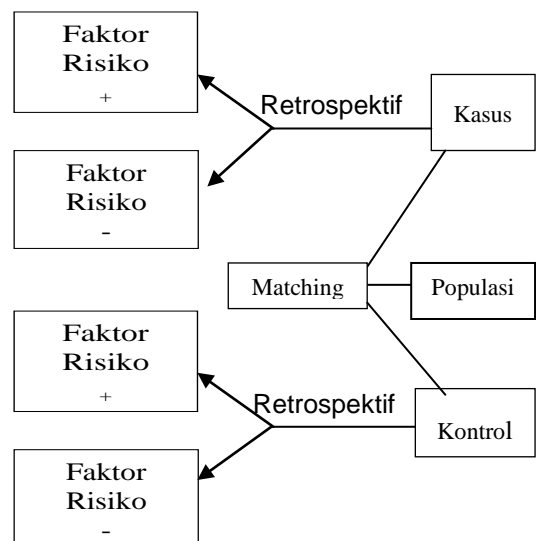 Faktor
Risiko
+
Retrospektif
Kasus
Faktor
Risiko
-
Matching
Populasi
Faktor
Risiko
+
Retrospektif
Kontrol
Faktor
Risiko
-